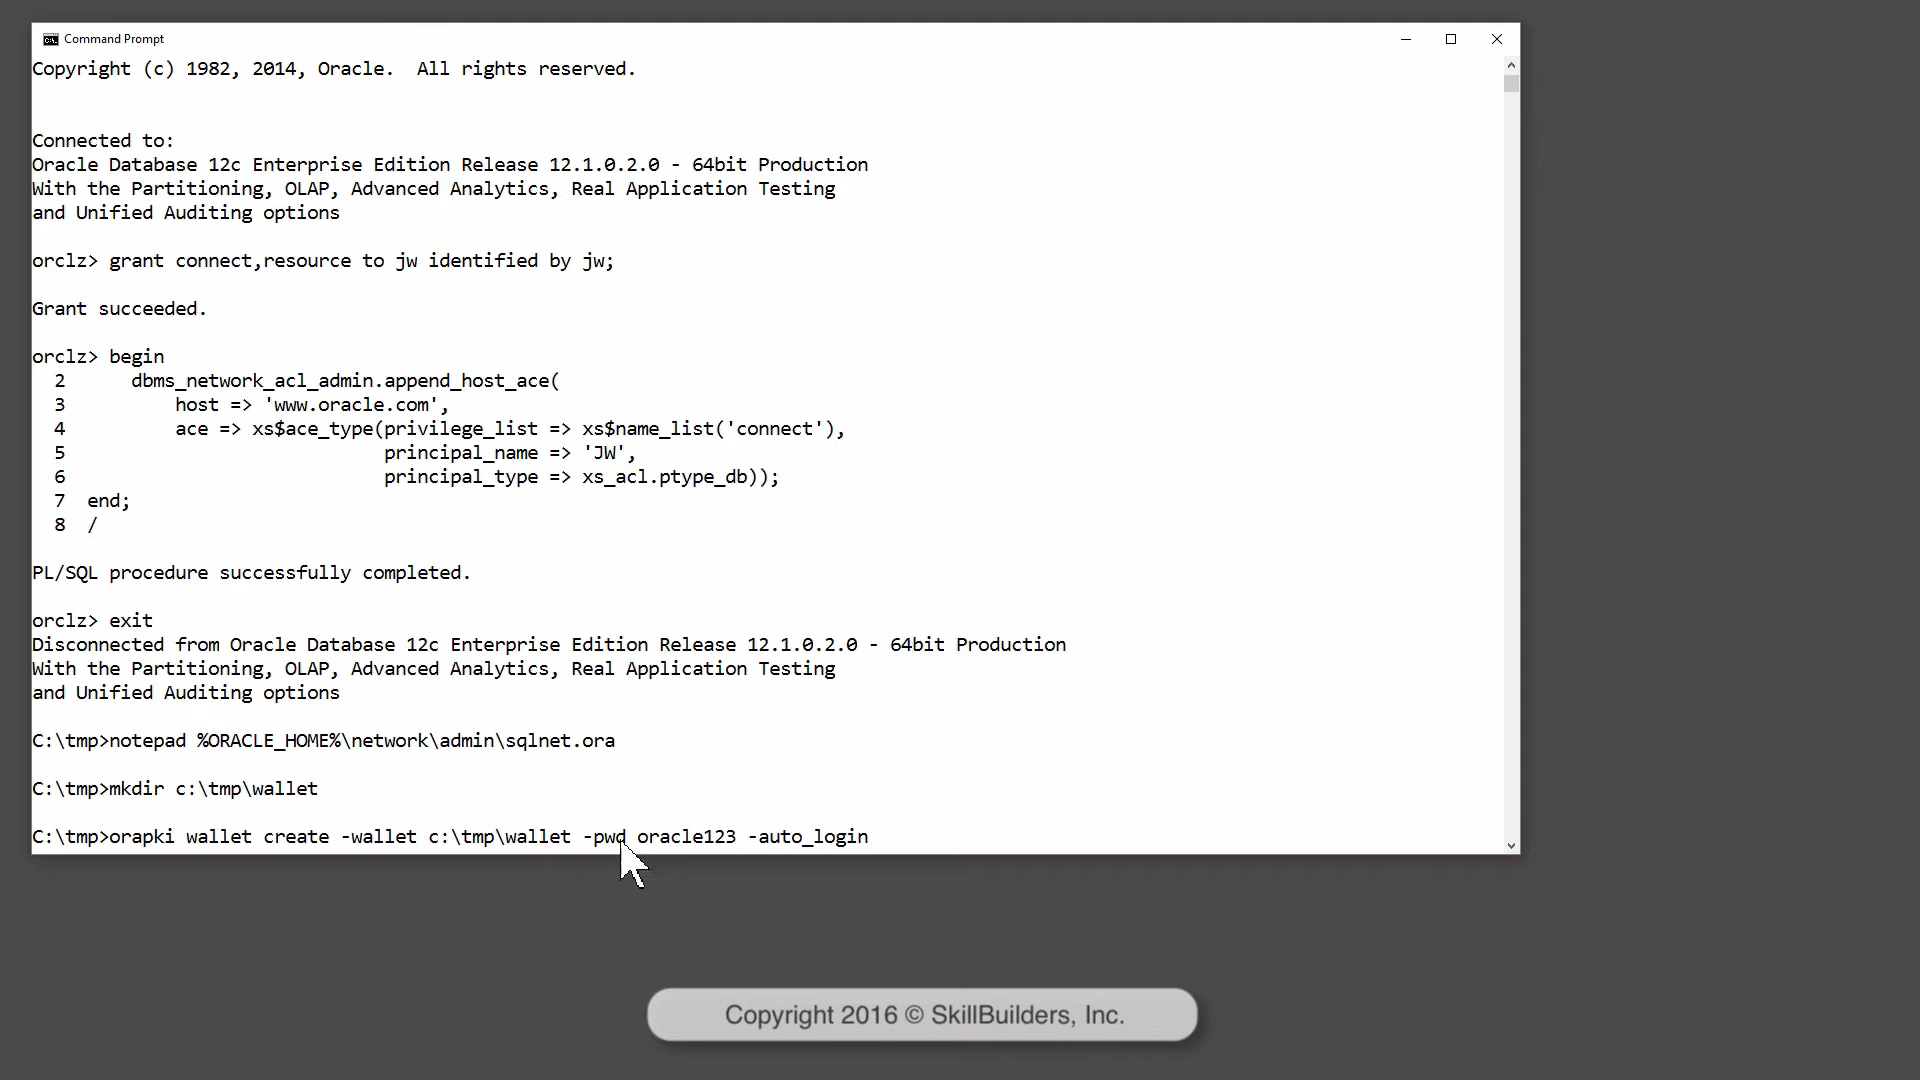 Command Prompt
Copyright (c) 1982, 2014, Oracle.  All rights reserved.
Connected to:
Oracle Database 12c Enterprise Edition Release 12.1.0.2.0 - 64bit Production
With the Partitioning, OLAP, Advanced Analytics, Real Application Testing
and Unified Auditing options
orclz> grant connect,resource to jw identified by jw;
Grant succeeded.
orclz> begin
  2      dbms_network_acl_admin.append_host_ace(
  3          host => 'www.oracle.com',
  4          ace => xs$ace_type(privilege_list => xs$name_list('connect'),
  5                             principal_name => 'JW',
  6                             principal_type => xs_acl.ptype_db));
  7  end;
  8  /
PL/SQL procedure successfully completed.
orclz> exit
Disconnected from Oracle Database 12c Enterprise Edition Release 12.1.0.2.0 - 64bit Production
With the Partitioning, OLAP, Advanced Analytics, Real Application Testing
and Unified Auditing options
C:\tmp>notepad %ORACLE_HOME%\network\admin\sqlnet.ora
C:\tmp>mkdir c:\tmp\wallet
C:\tmp>orapki wallet create -wallet c:\tmp\wallet -pwd oracle123 -auto_login
Copyright 2016 © SkillBuilders, Inc.